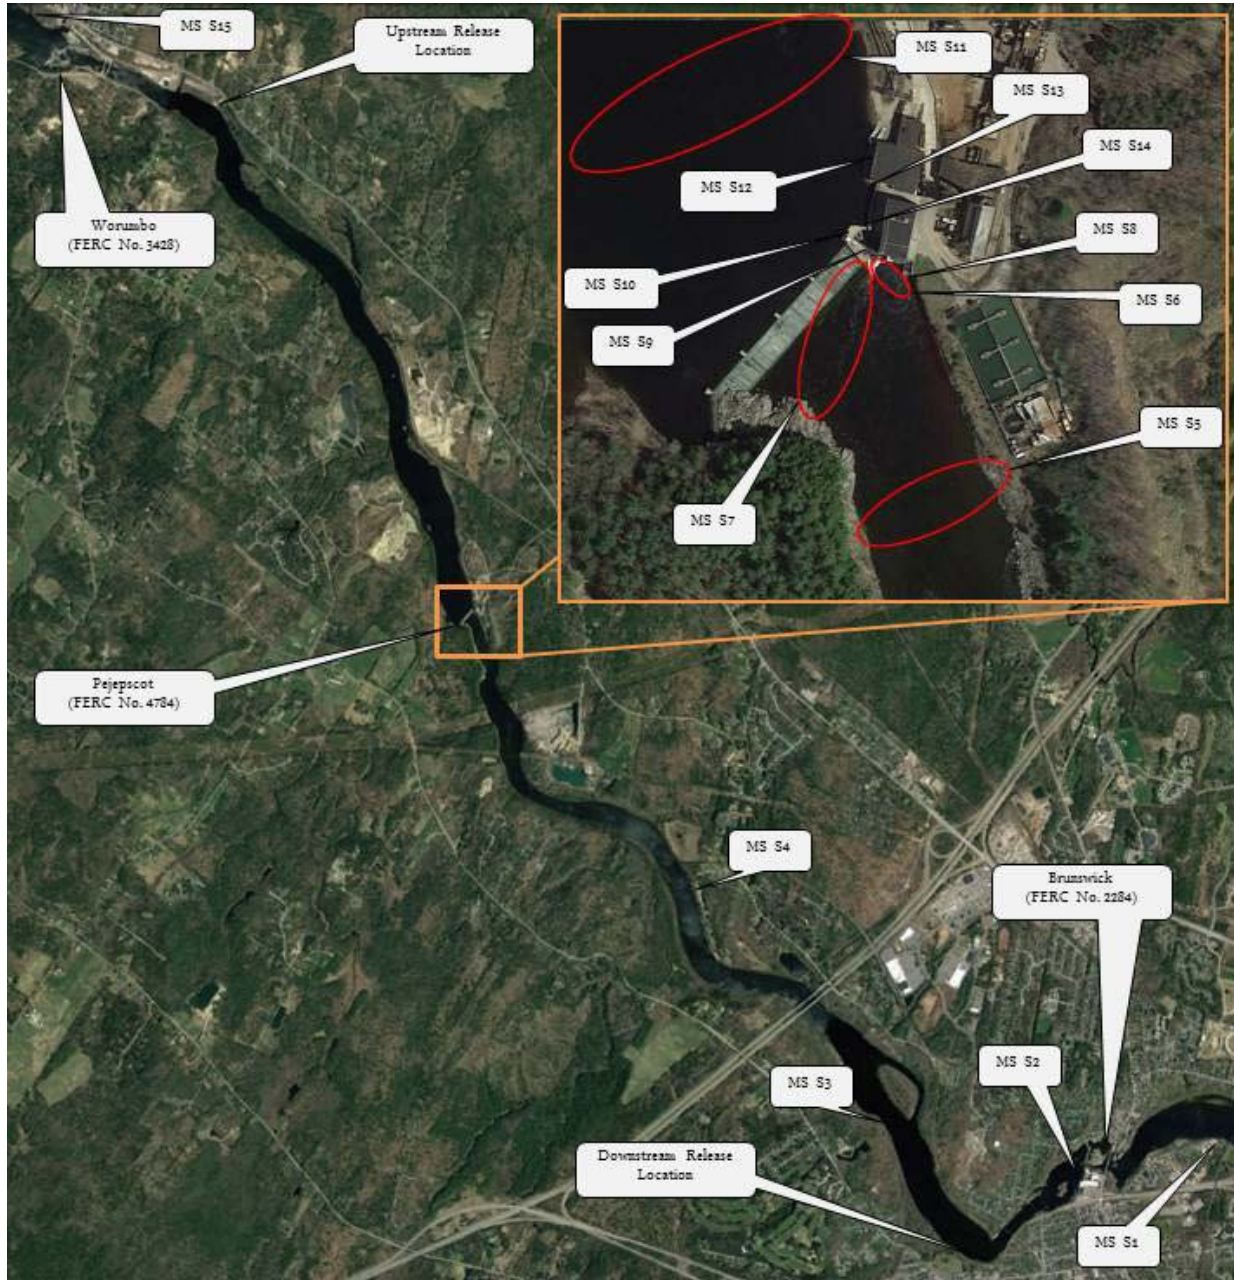 MS S15
Upstream Release
Location
MS S11
MS S13
MS S14
MS S12
Worumbo
(FERC No. 3428)
MS S8
MS S10
MS S6
MS S9
MS S5
MS S7
Pejepscot
(FERC No. 4784)
MS S4
Brunswick
(FERC No. 2284)
MS S2
MS S3
Downstream Release
Location
MS S1